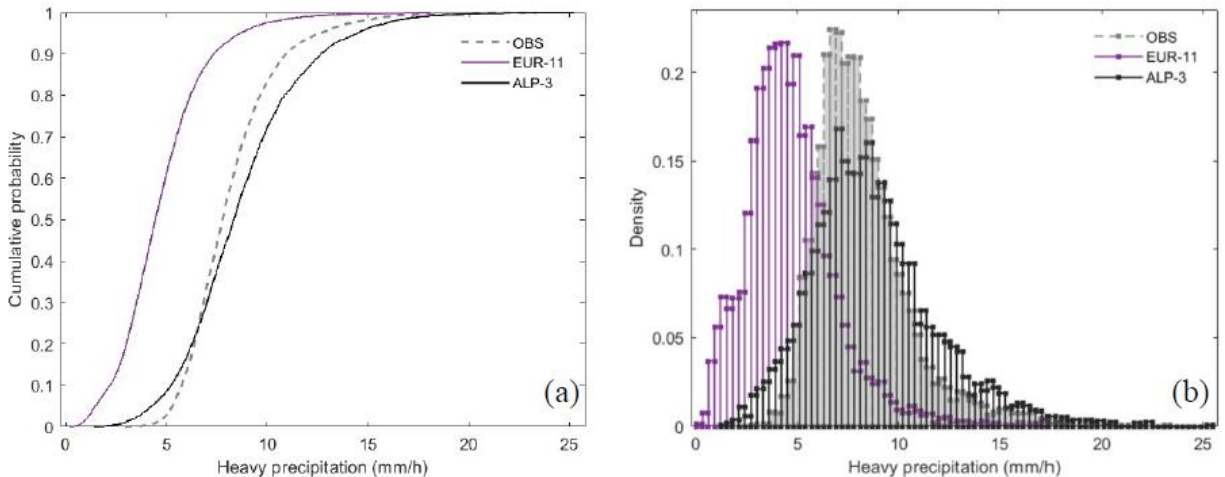 1
0.9
0.8
0.7
0.6
0.5
0.4
0.3
0.2
0.1
0
Cumulative probability
OBS
EUR-11
ALP-3
(a)
0 5 10 15 20 25
Heavy precipitation (mm/h)
0.2
0.15
0.1
0.05
0
Density
OBS
EUR-11
ALP-3
(b)
0 5 10 15 20 25
Heavy precipitation (mm/h)